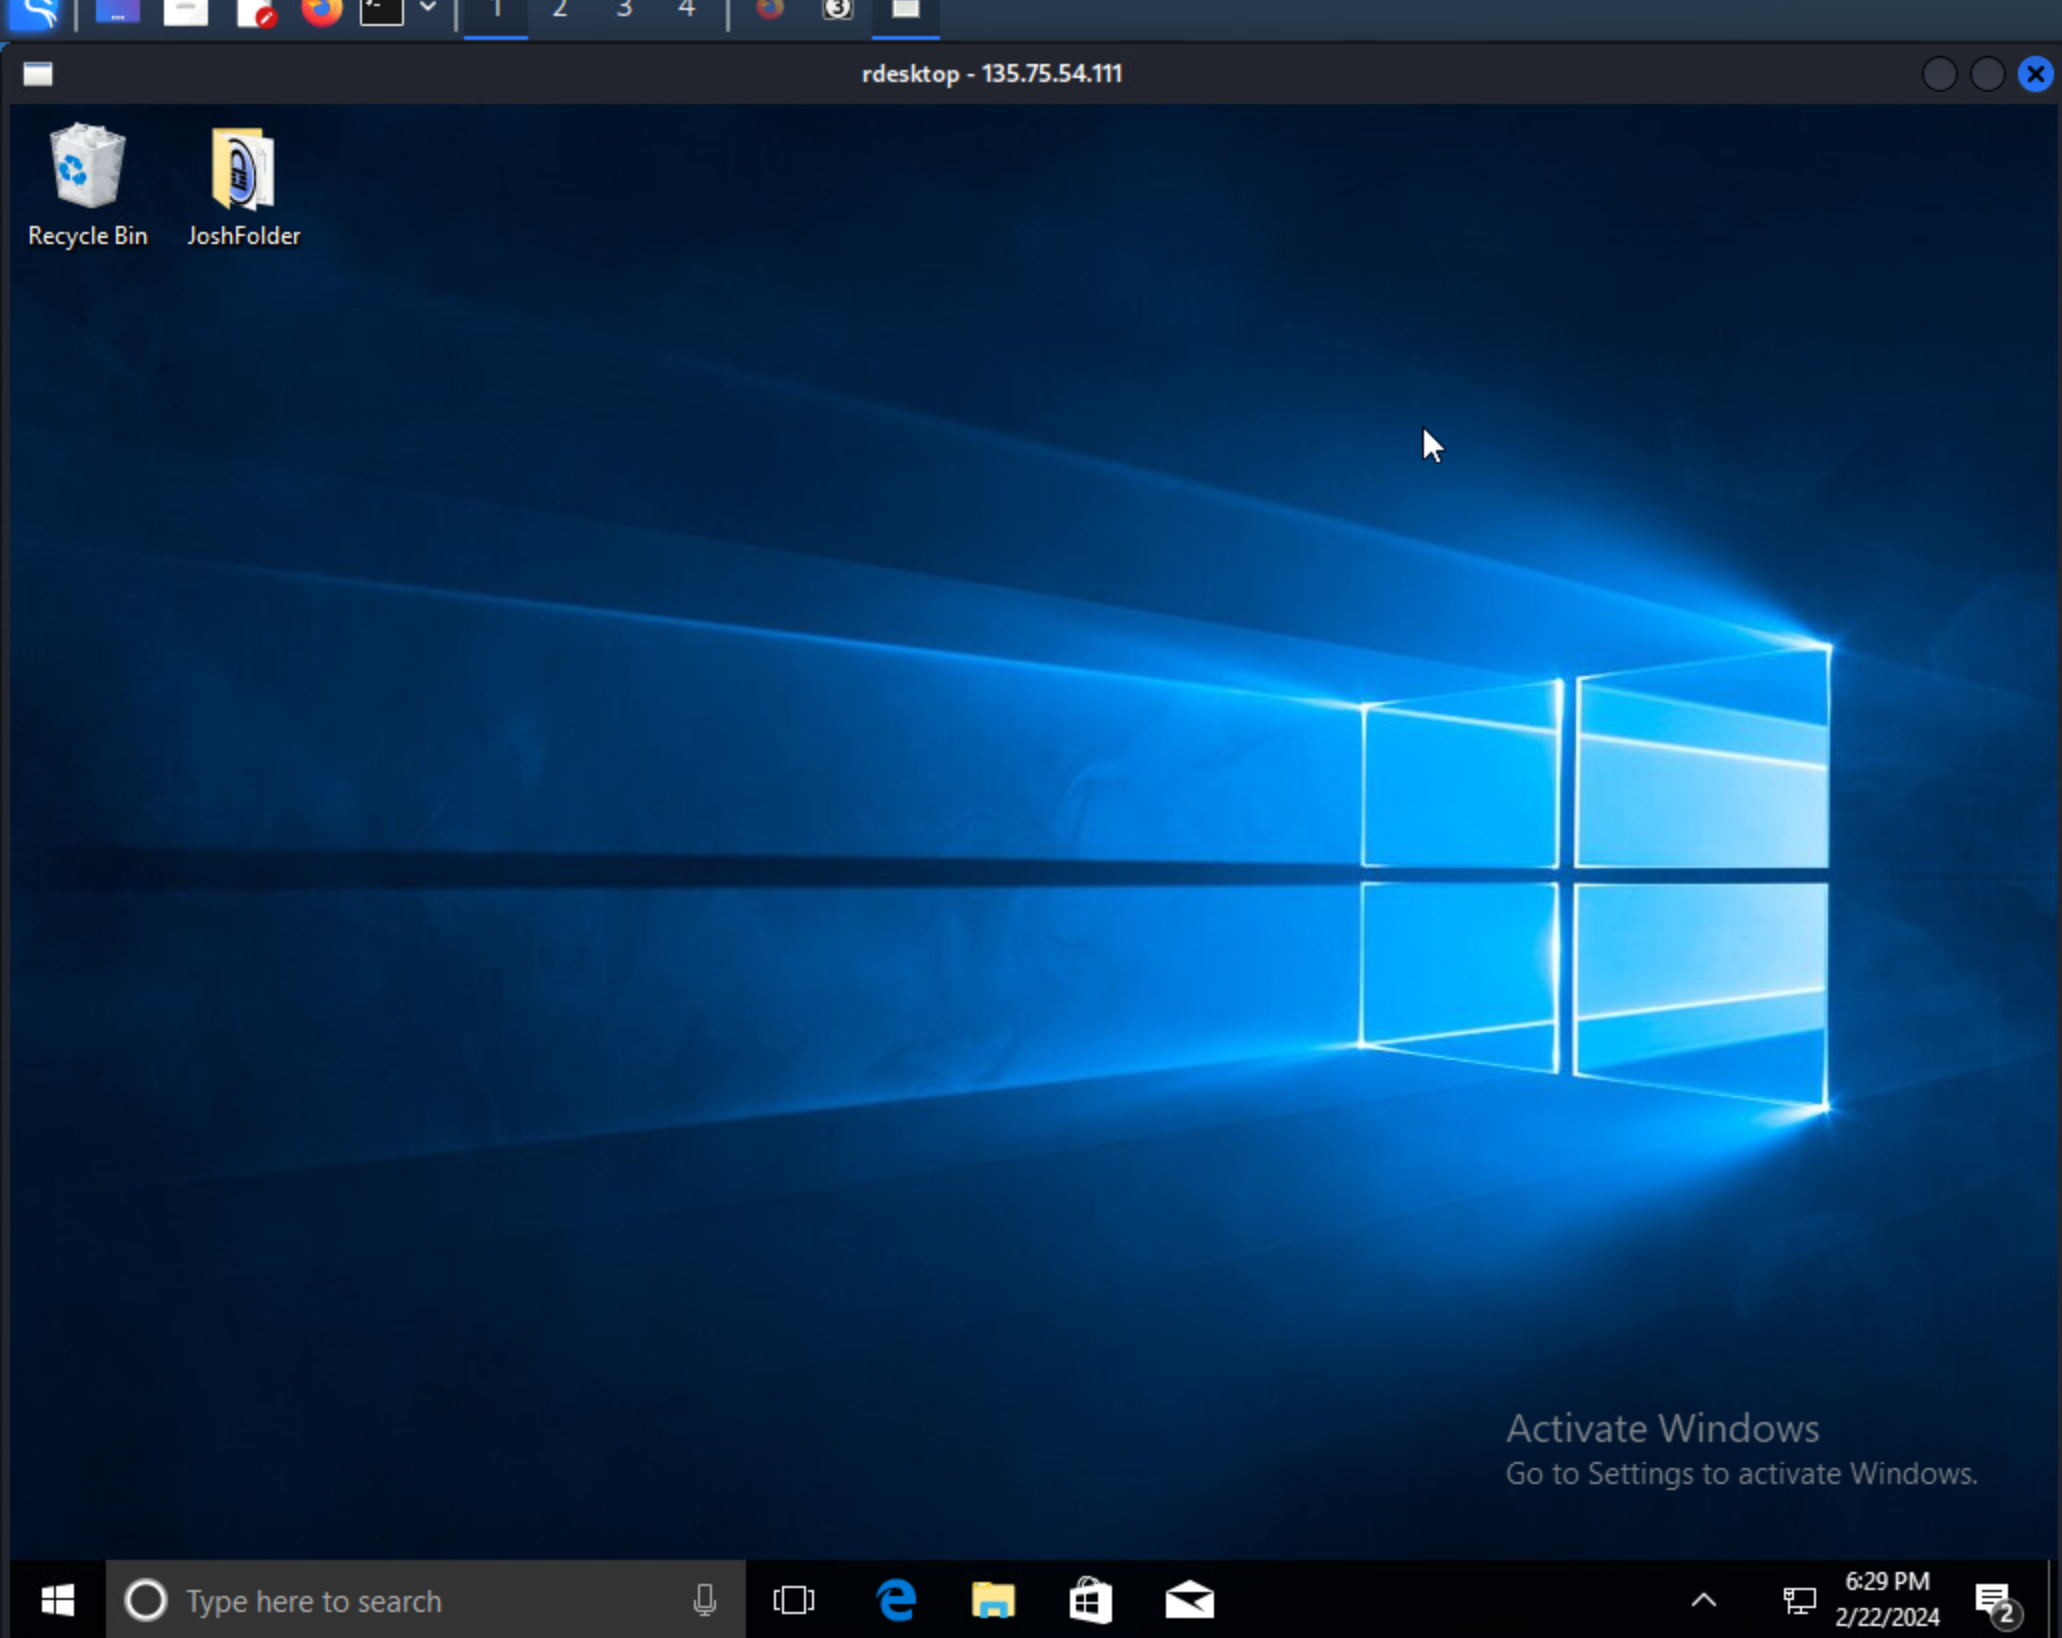 1 2 3 4 3
rdesktop - 135.75.54.111
Recycle Bin
JoshFolder
Activate Windows
Go to Settings to activate Windows.
Type here to search
6:29 PM
2/22/2024
2